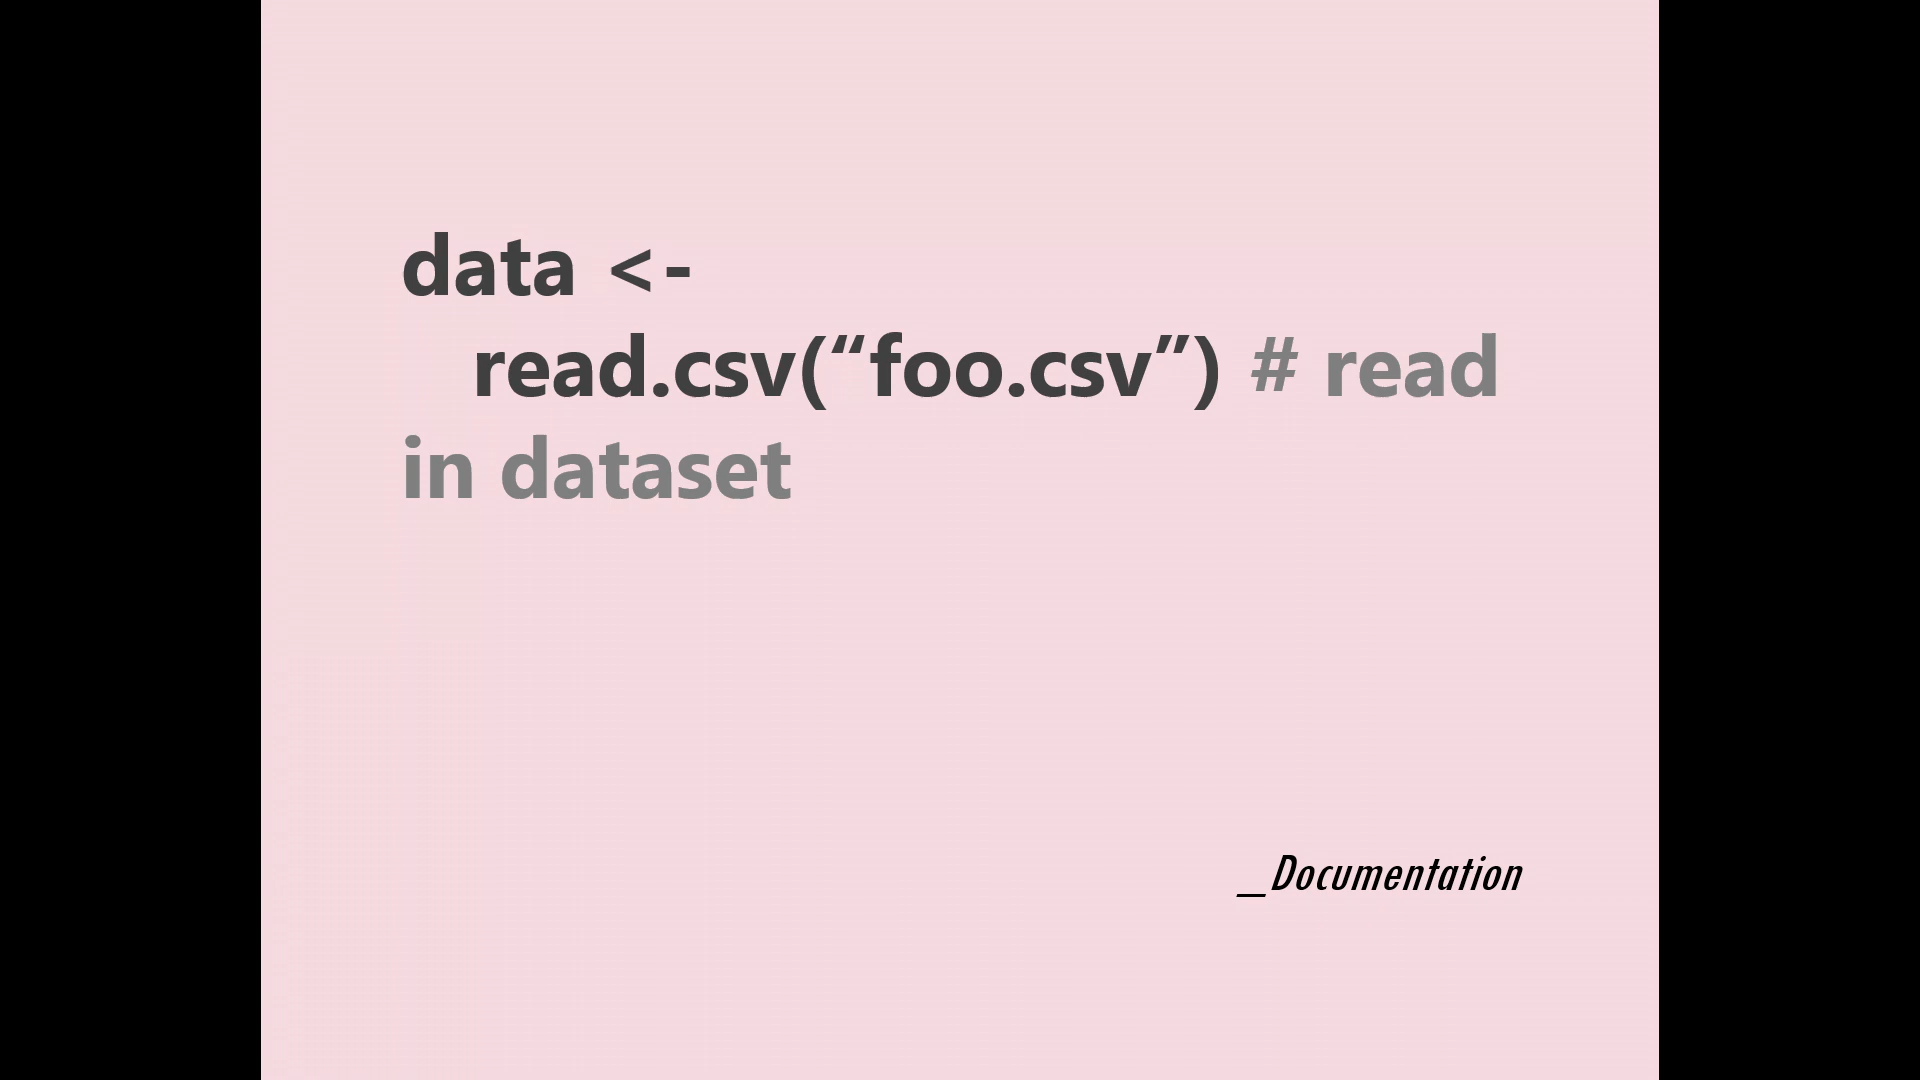 data <-
read.csv(“foo.csv”) # read
in dataset
_Documentation